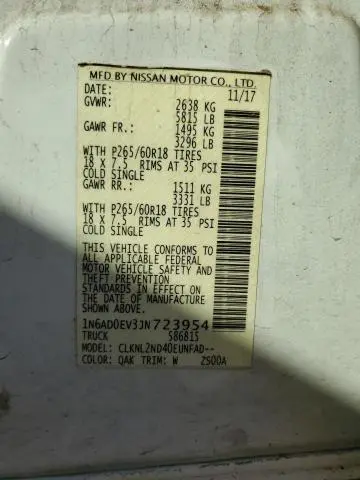 MFD BY NISSAN MOTOR CO., LTD.
DATE: 11/17
GVWR: 2638 KG
5815 LB
GAWR FR.: 1495 KG
3296 LB
WITH P265/60R18 TIRES
18 X 7.5 RIMS AT 35 PSI
COLD SINGLE
GAWR RR.: 1511 KG
3331 LB
WITH P265/60R18 TIRES
18 X 7.5 RIMS AT 35 PSI
COLD SINGLE
THIS VEHICLE CONFORMS TO
ALL APPLICABLE FEDERAL
MOTOR VEHICLE SAFETY AND
THEFT PREVENTION
STANDARDS IN EFFECT ON
THE DATE OF MANUFACTURE
SHOWN ABOVE.
1N6AD0EV3JN723954
TRUCK 586815
MODEL: CLKNL2ND40EUNFAD--
COLOR: QAK TRIM: W ZS00A